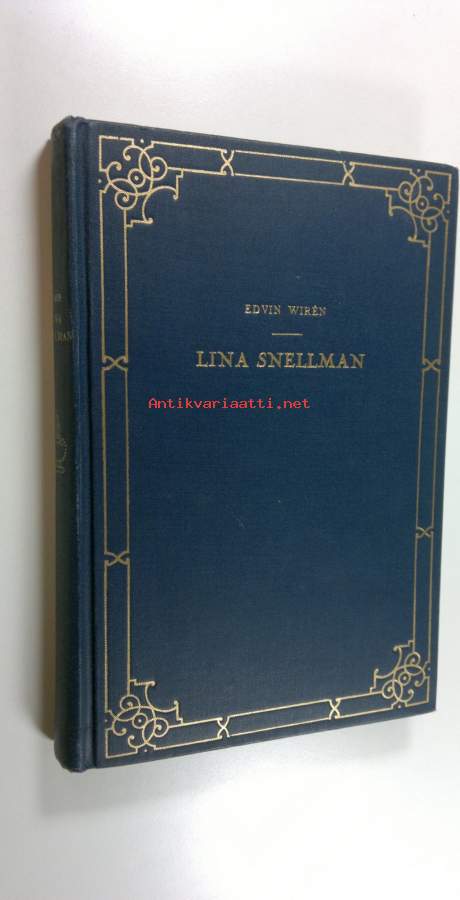 EDVIN WIRÉN
LINA SNELLMAN
Antikvariaatti.net